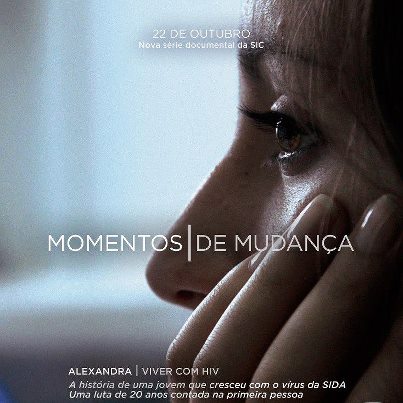 22 DE OUTUBRO
Nova série documental da SIC
MOMENTOS|DE MUDANÇA
ALEXANDRA | VIVER COM HIV
A história de uma jovem que cresceu com o vírus da SIDA
Uma luta de 20 anos contada na primeira pessoa